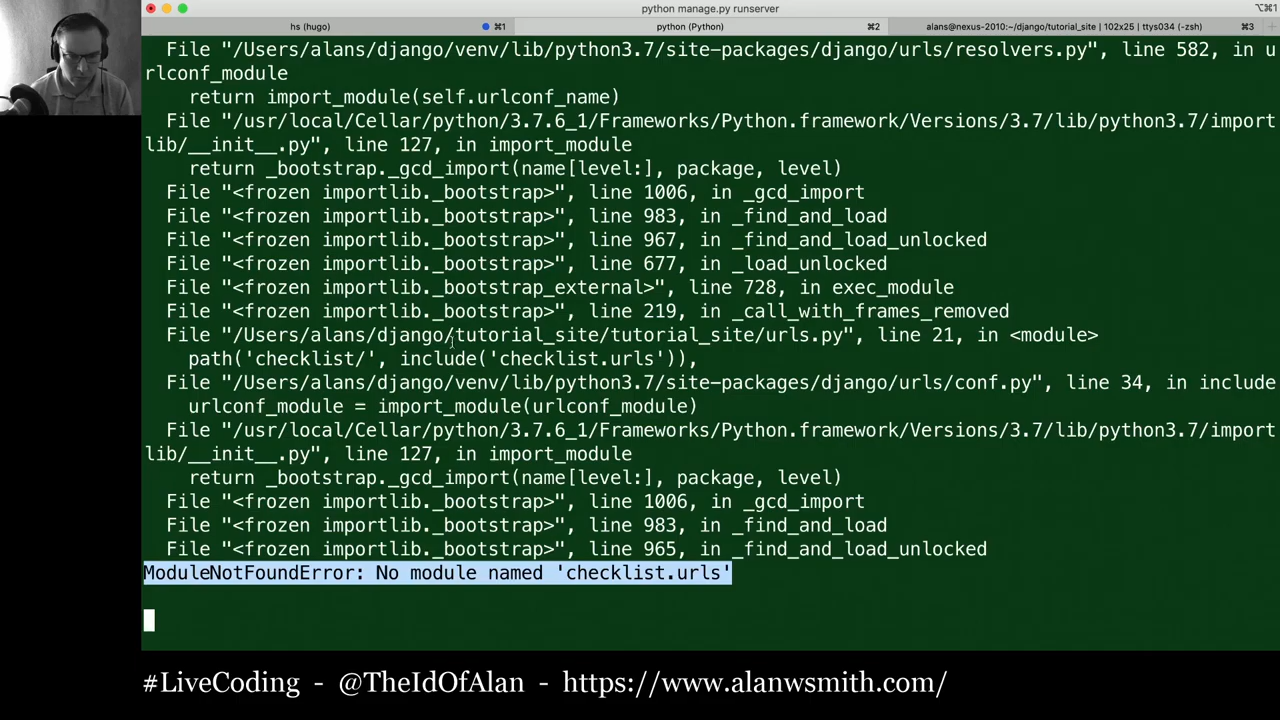 python manage.py runserver
⌥⌘1
hs (hugo)
⌘1
python (Python)
⌘2
alans@nexus-2010:~/django/tutorial_site | 102x25 | ttys034 (-zsh)
⌘3
File "/Users/alans/django/venv/lib/python3.7/site-packages/django/urls/resolvers.py", line 582, in u
rlconf_module
return import_module(self.urlconf_name)
File "/usr/local/Cellar/python/3.7.6_1/Frameworks/Python.framework/Versions/3.7/lib/python3.7/import
lib/__init__.py", line 127, in import_module
return _bootstrap._gcd_import(name[level:], package, level)
File "<frozen importlib._bootstrap>", line 1006, in _gcd_import
File "<frozen importlib._bootstrap>", line 983, in _find_and_load
File "<frozen importlib._bootstrap>", line 967, in _find_and_load_unlocked
File "<frozen importlib._bootstrap>", line 677, in _load_unlocked
File "<frozen importlib._bootstrap_external>", line 728, in exec_module
File "<frozen importlib._bootstrap>", line 219, in _call_with_frames_removed
File "/Users/alans/django/tutorial_site/tutorial_site/urls.py", line 21, in <module>
path('checklist/', include('checklist.urls')),
File "/Users/alans/django/venv/lib/python3.7/site-packages/django/urls/conf.py", line 34, in include
urlconf_module = import_module(urlconf_module)
File "/usr/local/Cellar/python/3.7.6_1/Frameworks/Python.framework/Versions/3.7/lib/python3.7/import
lib/__init__.py", line 127, in import_module
return _bootstrap._gcd_import(name[level:], package, level)
File "<frozen importlib._bootstrap>", line 1006, in _gcd_import
File "<frozen importlib._bootstrap>", line 983, in _find_and_load
File "<frozen importlib._bootstrap>", line 965, in _find_and_load_unlocked
ModuleNotFoundError: No module named 'checklist.urls'
#LiveCoding - @TheIdOfAlan - https://www.alanwsmith.com/